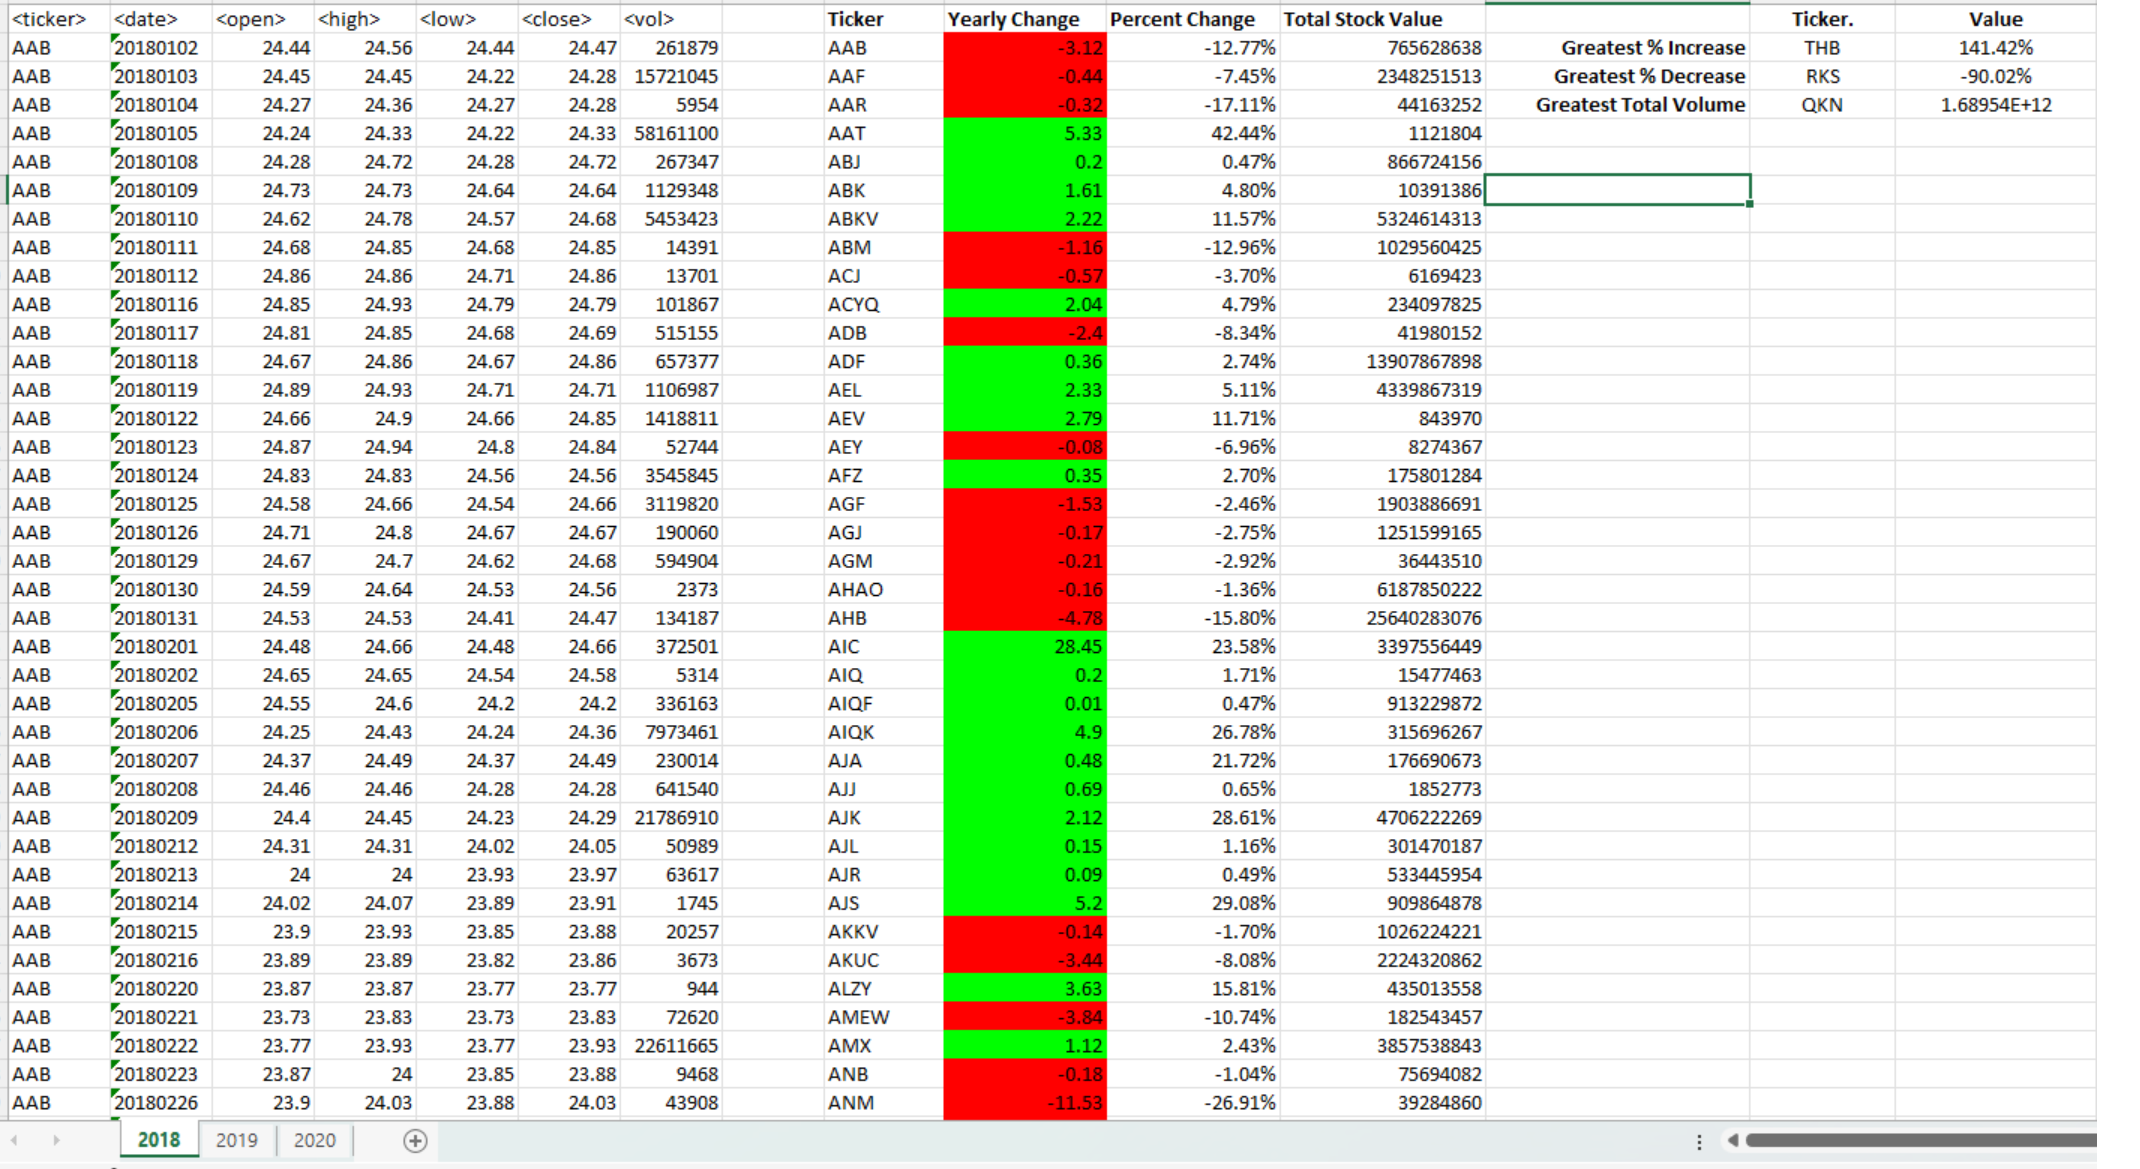 <ticker> <date> <open> <high> <low> <close> <vol> Ticker Yearly Change Percent Change Total Stock Value Ticker. Value
AAB 20180102 24.44 24.56 24.44 24.47 261879 AAB -3.12 -12.77% 765628638 Greatest % Increase THB 141.42%
AAB 20180103 24.45 24.45 24.22 24.28 15721045 AAF -0.44 -7.45% 2348251513 Greatest % Decrease RKS -90.02%
AAB 20180104 24.27 24.36 24.27 24.28 5954 AAR -0.32 -17.11% 44163252 Greatest Total Volume QKN 1.68954E+12
AAB 20180105 24.24 24.33 24.22 24.33 58161100 AAT 5.33 42.44% 1121804
AAB 20180108 24.28 24.72 24.28 24.72 267347 ABJ 0.2 0.47% 866724156
AAB 20180109 24.73 24.73 24.64 24.64 1129348 ABK 1.61 4.80% 10391386
AAB 20180110 24.62 24.78 24.57 24.68 5453423 ABKV 2.22 11.57% 5324614313
AAB 20180111 24.68 24.85 24.68 24.85 14391 ABM -1.16 -12.96% 1029560425
AAB 20180112 24.86 24.86 24.71 24.86 13701 ACJ -0.57 -3.70% 6169423
AAB 20180116 24.85 24.93 24.79 24.79 101867 ACYQ 2.04 4.79% 234097825
AAB 20180117 24.81 24.85 24.68 24.69 515155 ADB -2.4 -8.34% 41980152
AAB 20180118 24.67 24.86 24.67 24.86 657377 ADF 0.36 2.74% 13907867898
AAB 20180119 24.89 24.93 24.71 24.71 1106987 AEL 2.33 5.11% 4339867319
AAB 20180122 24.66 24.9 24.66 24.85 1418811 AEV 2.79 11.71% 843970
AAB 20180123 24.87 24.94 24.8 24.84 52744 AEY -0.08 -6.96% 8274367
AAB 20180124 24.83 24.83 24.56 24.56 3545845 AFZ 0.35 2.70% 175801284
AAB 20180125 24.58 24.66 24.54 24.66 3119820 AGF -1.53 -2.46% 1903886691
AAB 20180126 24.71 24.8 24.67 24.67 190060 AGJ -0.17 -2.75% 1251599165
AAB 20180129 24.67 24.7 24.62 24.68 594904 AGM -0.21 -2.92% 36443510
AAB 20180130 24.59 24.64 24.53 24.56 2373 AHAO -0.16 -1.36% 6187850222
AAB 20180131 24.53 24.53 24.41 24.47 134187 AHB -4.78 -15.80% 25640283076
AAB 20180201 24.48 24.66 24.48 24.66 372501 AIC 28.45 23.58% 3397556449
AAB 20180202 24.65 24.65 24.54 24.58 5314 AIQ 0.2 1.71% 15477463
AAB 20180205 24.55 24.6 24.2 24.2 336163 AIQF 0.01 0.47% 913229872
AAB 20180206 24.25 24.43 24.24 24.36 7973461 AIQK 4.9 26.78% 315696267
AAB 20180207 24.37 24.49 24.37 24.49 230014 AJA 0.48 21.72% 176690673
AAB 20180208 24.46 24.46 24.28 24.28 641540 AJJ 0.69 0.65% 1852773
AAB 20180209 24.4 24.45 24.23 24.29 21786910 AJK 2.12 28.61% 4706222269
AAB 20180212 24.31 24.31 24.02 24.05 50989 AJL 0.15 1.16% 301470187
AAB 20180213 24 24 23.93 23.97 63617 AJR 0.09 0.49% 533445954
AAB 20180214 24.02 24.07 23.89 23.91 1745 AJS 5.2 29.08% 909864878
AAB 20180215 23.9 23.93 23.85 23.88 20257 AKKV -0.14 -1.70% 1026224221
AAB 20180216 23.89 23.89 23.82 23.86 3673 AKUC -3.44 -8.08% 2224320862
AAB 20180220 23.87 23.87 23.77 23.77 944 ALZY 3.63 15.81% 435013558
AAB 20180221 23.73 23.83 23.73 23.83 72620 AMEW -3.84 -10.74% 182543457
AAB 20180222 23.77 23.93 23.77 23.93 22611665 AMX 1.12 2.43% 3857538843
AAB 20180223 23.87 24 23.85 23.88 9468 ANB -0.18 -1.04% 75694082
AAB 20180226 23.9 24.03 23.88 24.03 43908 ANM -11.53 -26.91% 39284860
2018 2019 2020